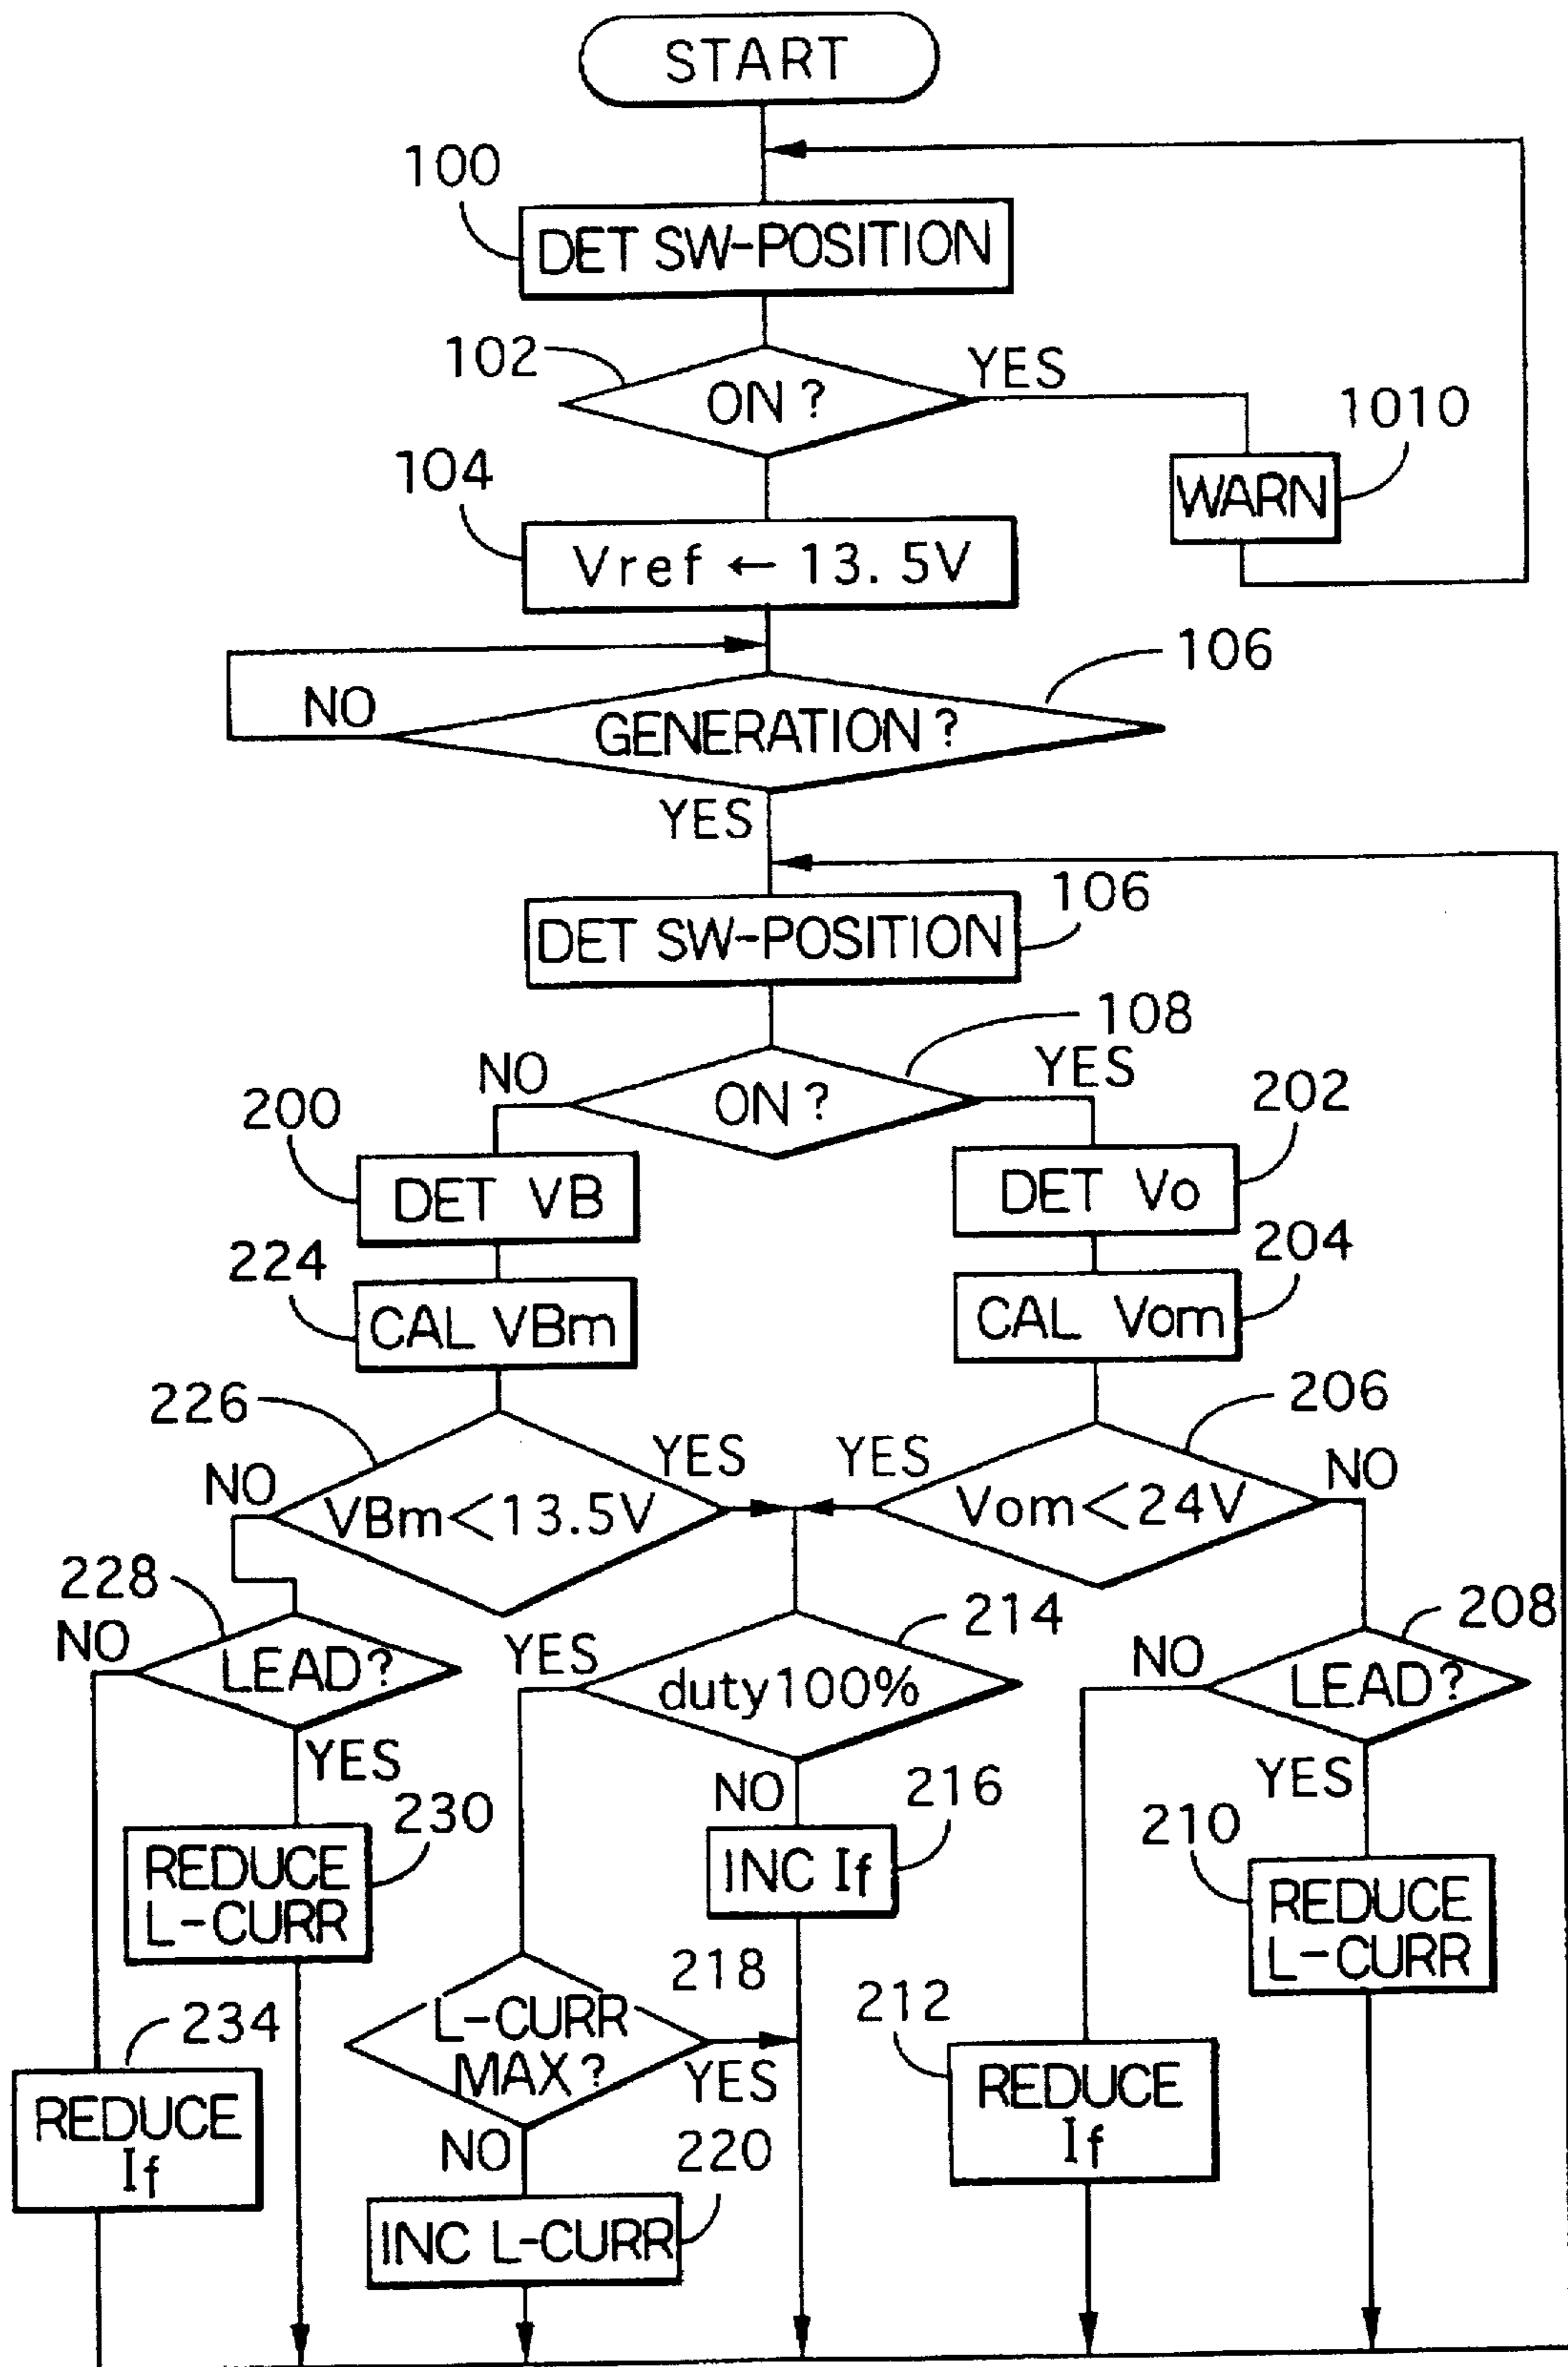 START
100
DET SW-POSITION
102
ON?
YES
1010
WARN
104
Vref ← 13.5V
106
NO
GENERATION?
YES
106
DET SW-POSITION
108
NO
ON?
YES
200
DET VB
202
DET Vo
224
CAL VBm
204
CAL Vom
226
NO
VBm<13.5V
YES
206
YES
Vom<24V
NO
228
NO
LEAD?
YES
214
YES
duty100%
NO
208
NO
LEAD?
YES
230
REDUCE
L-CURR
216
INC If
210
REDUCE
L-CURR
234
REDUCE
If
218
L-CURR
MAX?
YES
NO
212
REDUCE
If
220
INC L-CURR